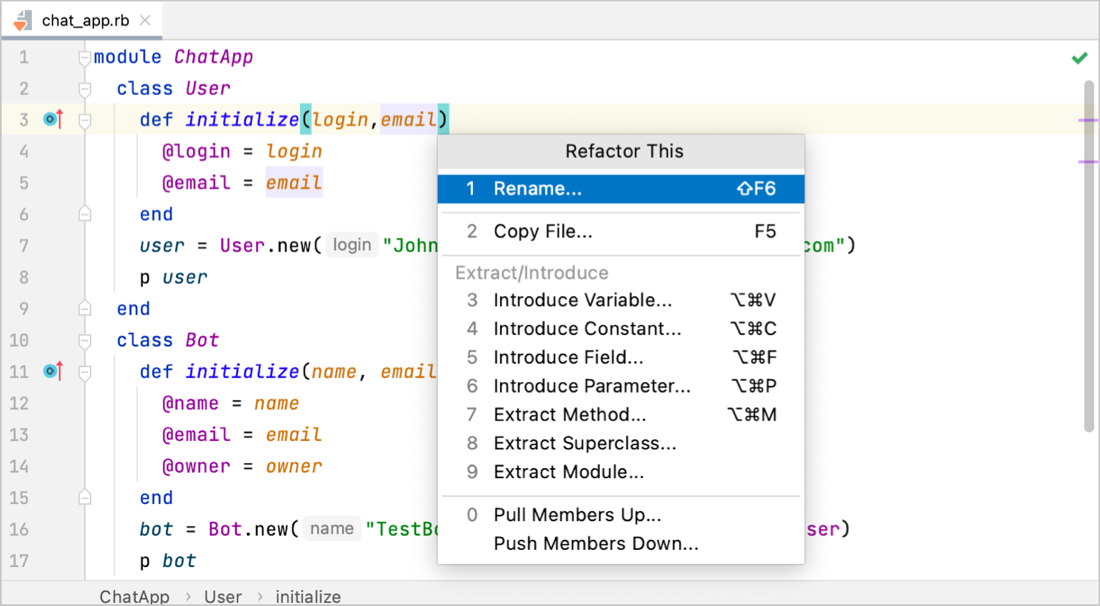 chat_app.rb
1 module ChatApp
2 class User
3 def initialize(login,email)
4 @login = login
5 @email = email
6 end
7 user = User.new( login "John com")
8 p user
9 end
10 class Bot
11 def initialize(name, email
12 @name = name
13 @email = email
14 @owner = owner
15 end
16 bot = Bot.new( name "TestBo ser)
17 p bot
Refactor This
1 Rename... ⇧F6
2 Copy File... F5
Extract/Introduce
3 Introduce Variable... ⌥⌘V
4 Introduce Constant... ⌥⌘C
5 Introduce Field... ⌥⌘F
6 Introduce Parameter... ⌥⌘P
7 Extract Method... ⌥⌘M
8 Extract Superclass...
9 Extract Module...
0 Pull Members Up...
Push Members Down...
ChatApp › User › initialize